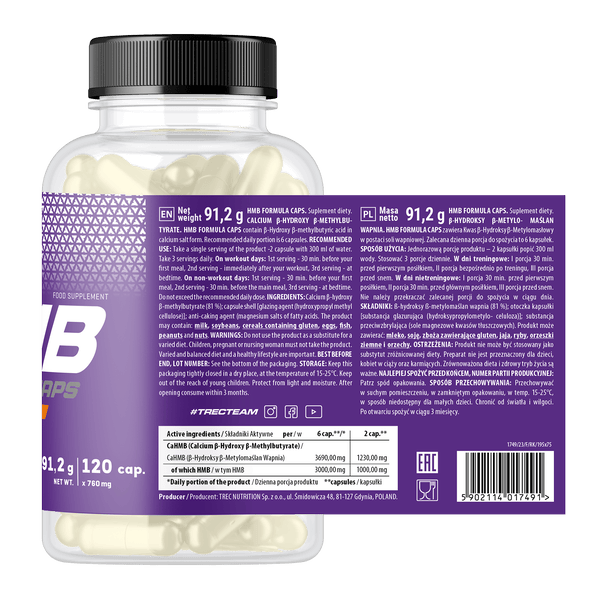 FOOD SUPPLEMENT
HMB
CAPS
91,2 g
NET WT.
120 cap.
x 760 mg
EN Net weight 91,2 g HMB FORMULA CAPS. Suplement diety.
CALCIUM β-HYDROXY β-METHYLBU-
TYRATE. HMB FORMULA CAPS contain β-Hydroxy β-methylbutyric acid in
calcium salt form. Recommended daily portion is 6 capsules. RECOMMENDED
USE: Take a single serving of the product -2 capsule with 300 ml of water.
Take 3 servings daily. On workout days: 1st serving - 30 min. before your
first meal, 2nd serving - immediately after your workout, 3rd serving - at
bedtime. On non-workout days: 1st serving - 30 min. before your first meal,
2nd serving - 30 min. before the main meal, 3rd serving - at bedtime.
Do not exceed the recommended daily dose. INGREDIENTS: Calcium β-hydroxy
β-methylbutyrate (81 %); capsule shell [glazing agent (hydroxypropyl methyl
cellulose)]; anti-caking agent (magnesium salts of fatty acids). The product
may contain: milk, soybeans, cereals containing gluten, eggs, fish,
peanuts and nuts. WARNINGS: Do not use the product as a substitute for a
varied diet. Children, pregnant or nursing woman must not take the product.
Varied and balanced diet and a healthy lifestyle are important. BEST BEFORE
END, LOT NUMBER: See the bottom of the packaging. STORAGE: Keep this
packaging tightly closed in a dry place, at the temperature of 15-25°C. Keep
out of the reach of young children. Protect from light and moisture. After
opening consume within 3 months.
#TRECTEAM
PL Masa netto 91,2 g HMB FORMULA CAPS. Suplement diety.
β-HYDROKSY β-METYLO- MAŚLAN
WAPNIA. HMB FORMULA CAPS zawiera Kwas β-Hydroksy β-Metylomasłowy
w postaci soli wapniowej. Zalecana dzienna porcja do spożycia to 6 kapsułek.
SPOSÓB UŻYCIA: Jednorazową porcję produktu – 2 kapsułki popić 300 ml
wody. Stosować 3 porcje dziennie. W dni treningowe: I porcja 30 min.
przed pierwszym posiłkiem, II porcja bezpośrednio po treningu, III porcja
przed snem. W dni nietreningowe: I porcja 30 min. przed pierwszym
posiłkiem, II porcja 30 min. przed głównym posiłkiem, III porcja przed snem.
Nie należy przekraczać zalecanej porcji do spożycia w ciągu dnia.
SKŁADNIKI: β-hydroksy β-metylomaślan wapnia (81 %); otoczka kapsułki
[substancja glazurująca (hydroksypropylometylo- celuloza)]; substancja
przeciwzbrylająca (sole magnezowe kwasów tłuszczowych). Produkt może
zawierać: mleko, soję, zboża zawierające gluten, jaja, ryby, orzeszki
ziemne i orzechy. OSTRZEŻENIA: Produkt nie może być stosowany jako
substytut zróżnicowanej diety. Preparat nie jest przeznaczony dla dzieci,
kobiet w ciąży oraz karmiących. Zrównoważona dieta i zdrowy tryb życia są
ważne. NAJLEPIEJ SPOŻYĆ PRZED KOŃCEM, NUMER PARTII PRODUKCYJNEJ:
Patrz spód opakowania. SPOSÓB PRZECHOWYWANIA: Przechowywać
w suchym pomieszczeniu, w zamkniętym opakowaniu, w temp. 15-25°C,
w sposób niedostępny dla małych dzieci. Chronić od światła i wilgoci.
Po otwarciu spożyć w ciągu 3 miesięcy.
1749/23/F/RK/195x75
Active ingredients / Składniki Aktywne per / w 6 cap.**/* 2 cap.**
CaHMB (Calcium β-Hydroxy β-Methylbutyrate) /
CaHMB (β-Hydroksy β-Metylomaślan Wapnia) 3690,00 mg 1230,00 mg
of which HMB / w tym HMB 3000,00 mg 1000,00 mg
*Daily portion of the product / Dzienna porcja produktu **capsules / kapsułki
Producer / Producent: TREC NUTRITION Sp. z o.o., ul. Śmidowicza 48, 81-127 Gdynia, POLAND.
EAC
5 902114 017491 >